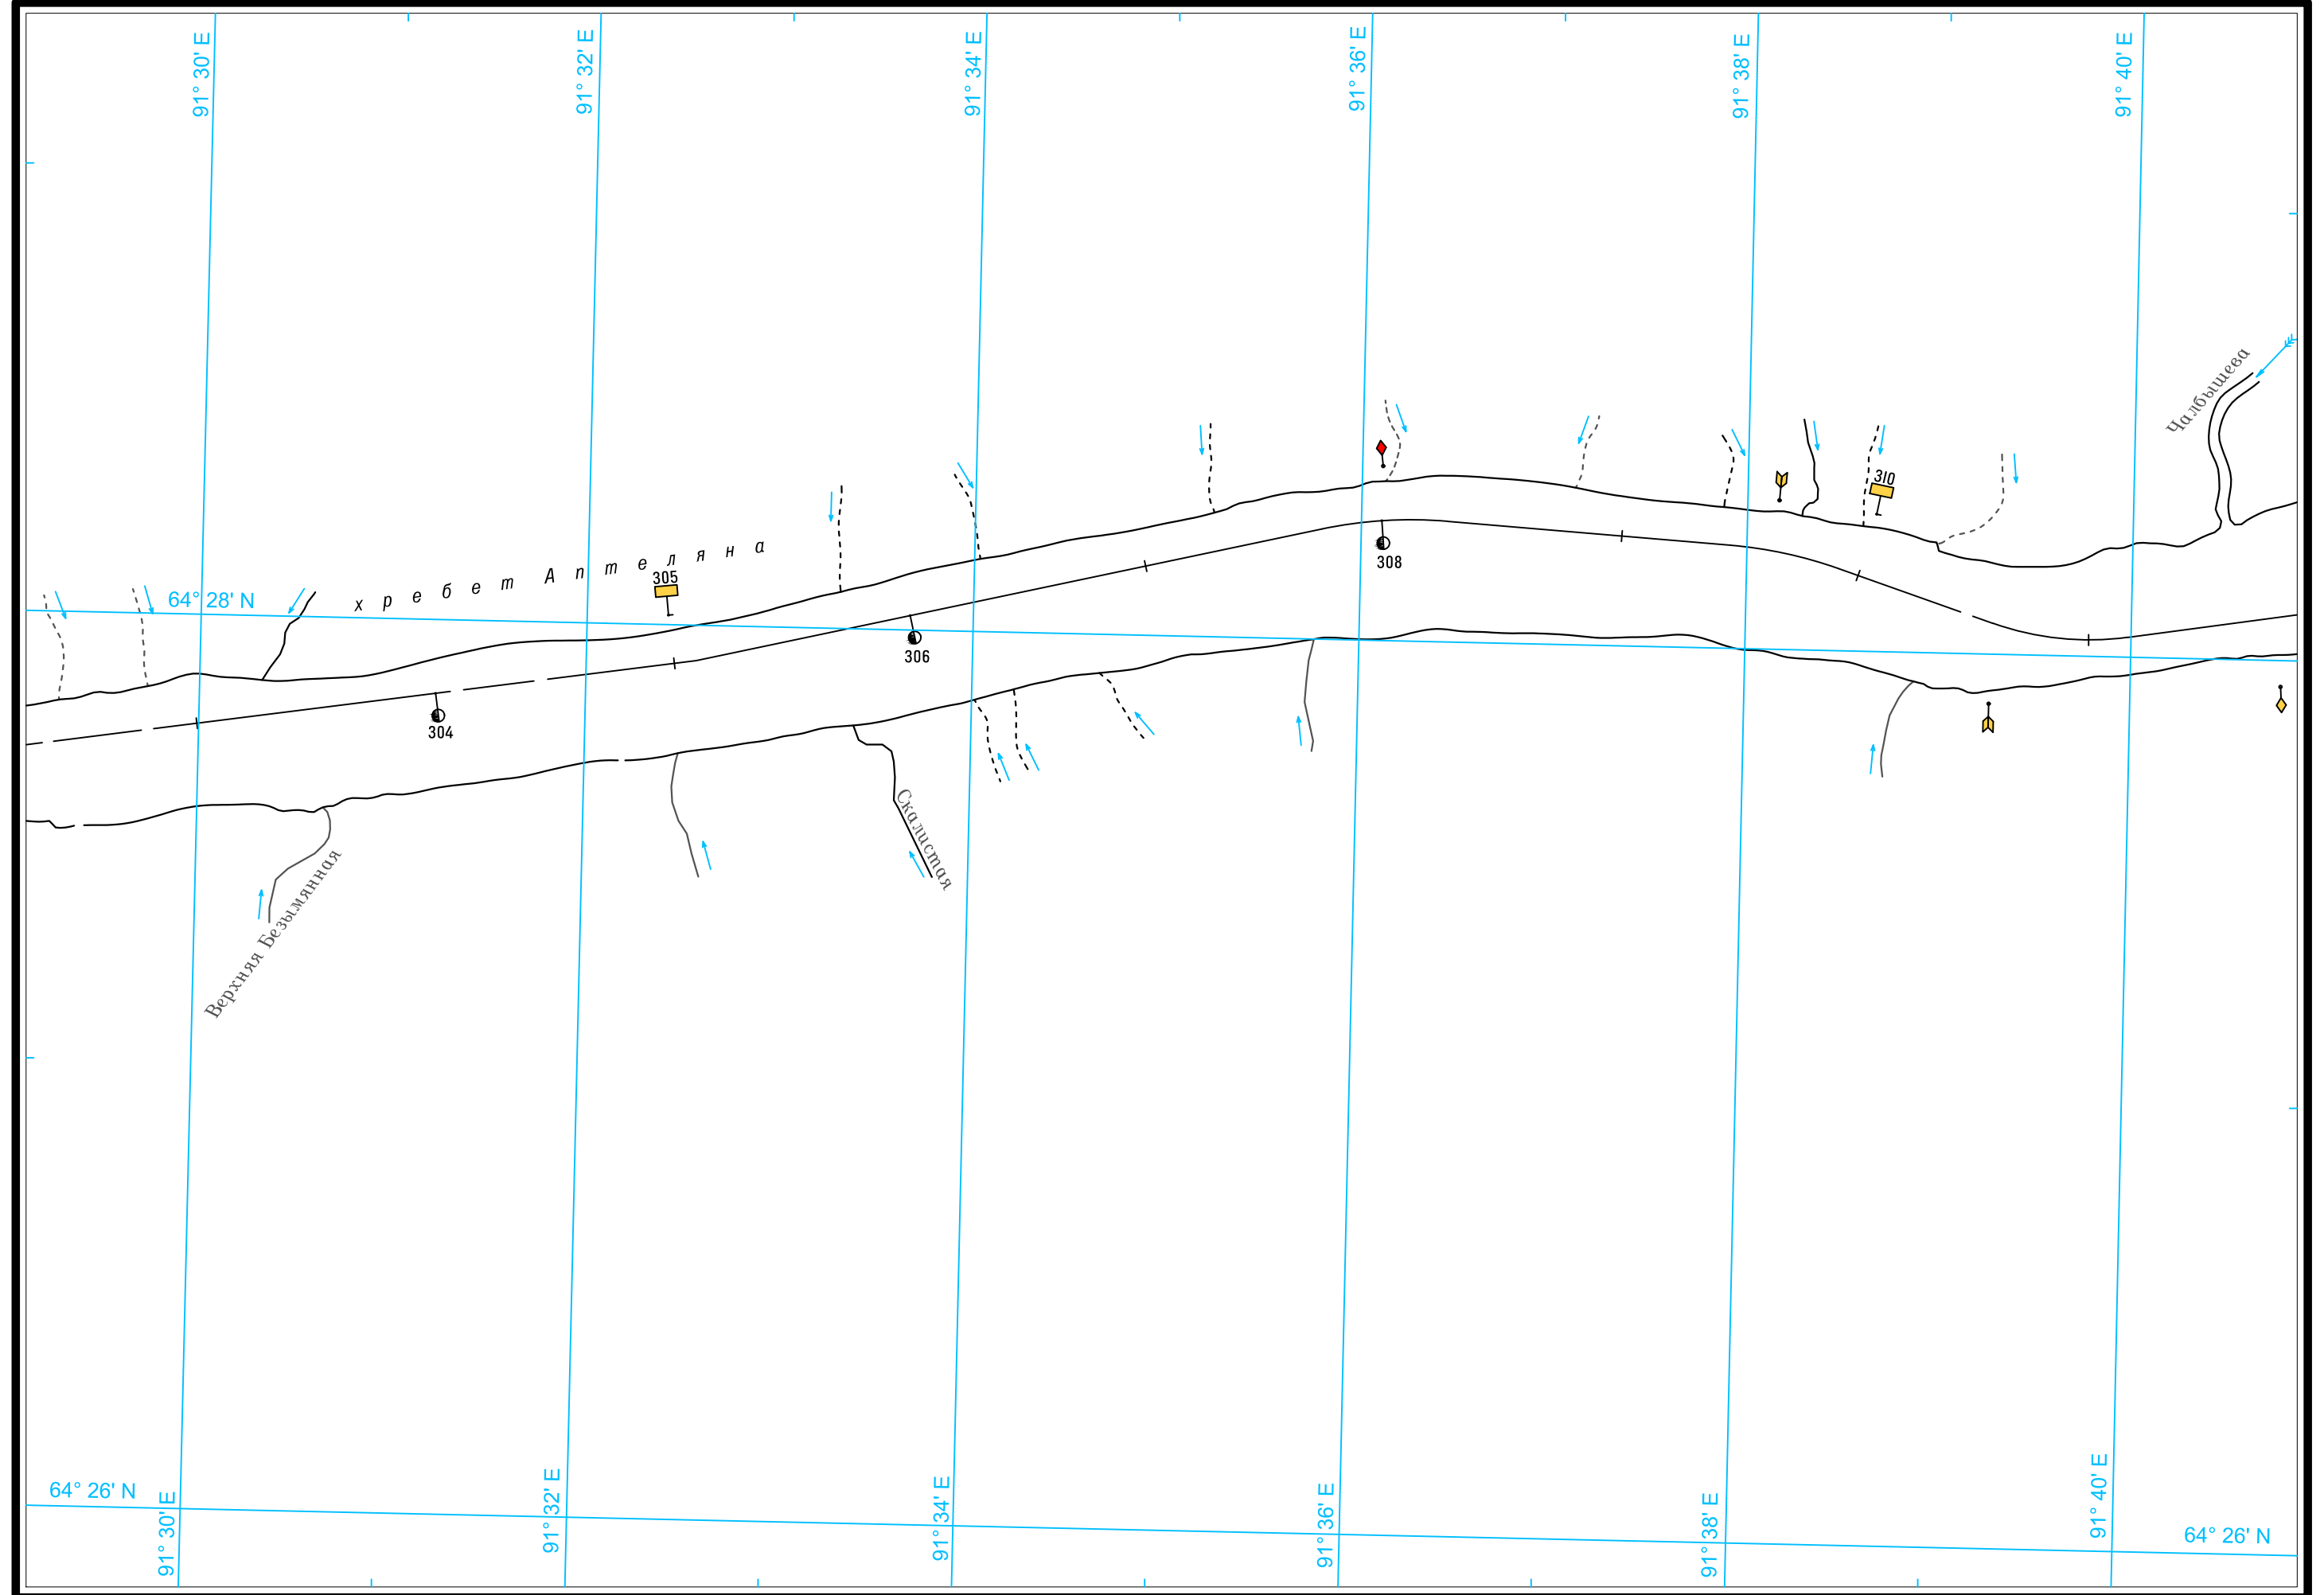 91° 30' E
91° 32' E
91° 34' E
91° 36' E
91° 38' E
91° 40' E
Чалбышева
310
308
хребет Аптеляна
305
64° 28' N
306
304
Скалистая
Верхняя Безымянная
64° 26' N
64° 26' N
91° 30' E
91° 32' E
91° 34' E
91° 36' E
91° 38' E
91° 40' E